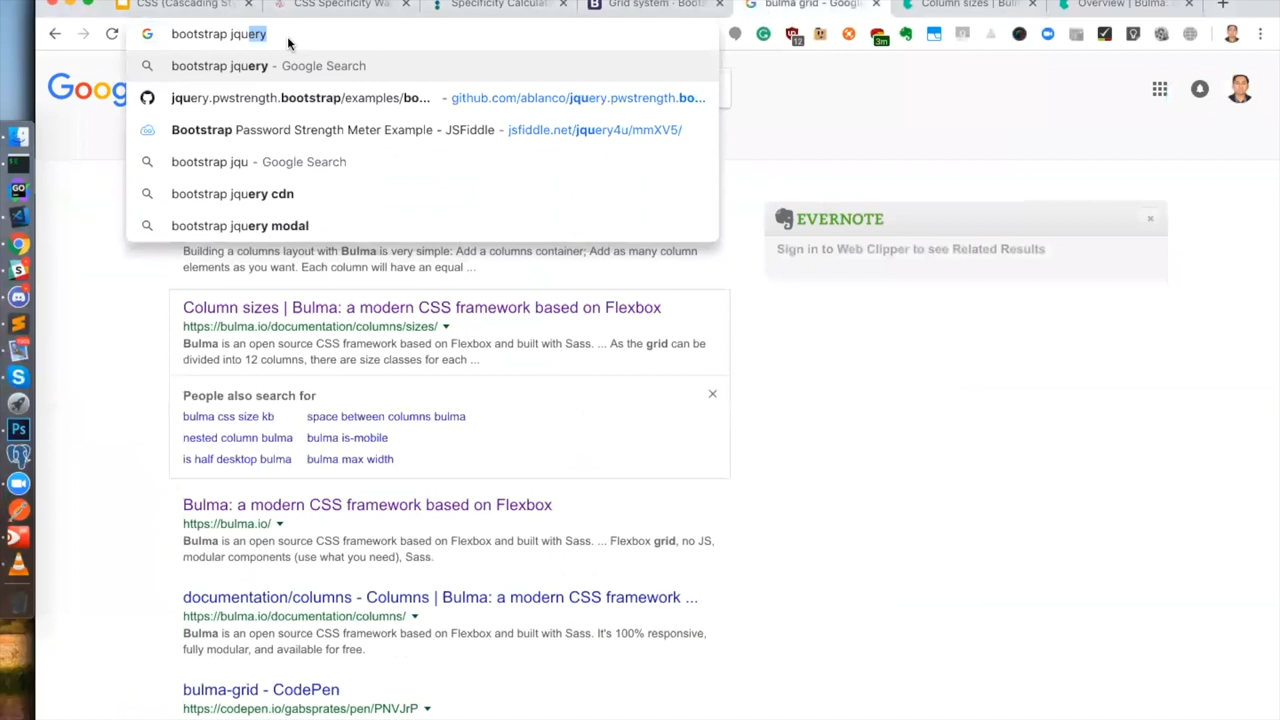 CSS (Cascading St
CSS Specificity Wa
Specificity Calculat
Grid system · Boots
bulma grid - Googl
Column sizes | Bulm
Overview | Bulma: a
bootstrap jquery
12
3m
bootstrap jquery - Google Search
jquery.pwstrength.bootstrap/examples/bo... - github.com/ablanco/jquery.pwstrength.bo...
Bootstrap Password Strength Meter Example - JSFiddle - jsfiddle.net/jquery4u/mmXV5/
bootstrap jqu - Google Search
bootstrap jquery cdn
bootstrap jquery modal
Goog
Building a columns layout with Bulma is very simple: Add a columns container; Add as many column
elements as you want. Each column will have an equal ...
Column sizes | Bulma: a modern CSS framework based on Flexbox
https://bulma.io/documentation/columns/sizes/
Bulma is an open source CSS framework based on Flexbox and built with Sass. ... As the grid can be
divided into 12 columns, there are size classes for each ...
People also search for
bulma css size kb
space between columns bulma
nested column bulma
bulma is-mobile
is half desktop bulma
bulma max width
Bulma: a modern CSS framework based on Flexbox
https://bulma.io/
Bulma is an open source CSS framework based on Flexbox and built with Sass. ... Flexbox grid, no JS,
modular components (use what you need), Sass.
documentation/columns - Columns | Bulma: a modern CSS framework ...
https://bulma.io/documentation/columns/
Bulma is an open source CSS framework based on Flexbox and built with Sass. It's 100% responsive,
fully modular, and available for free.
bulma-grid - CodePen
https://codepen.io/gabsprates/pen/PNVJrP
EVERNOTE
Sign in to Web Clipper to see Related Results
GO
S
Ps